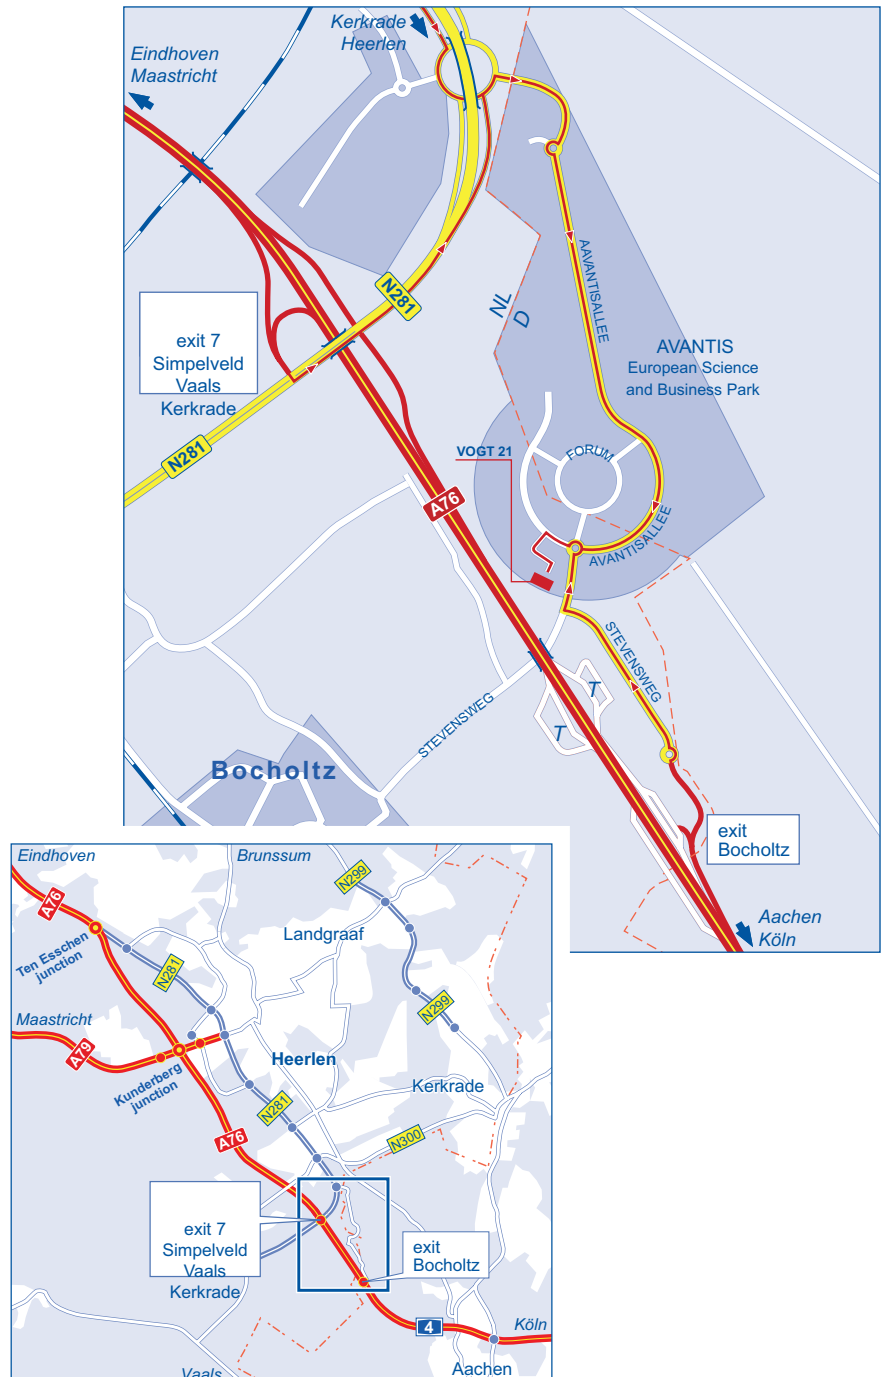 Kerkrade
Heerlen
Eindhoven
Maastricht
N281
exit 7
Simpelveld
Vaals
Kerkrade
N281
NL
D
AAVANTISALLEE
AVANTIS
European Science
and Business Park
VOGT 21
FORUM
A76
AVANTISALLEE
STEVENSWEG
STEVENSWEG
T
T
Bocholtz
exit
Bocholtz
Aachen
Köln
Eindhoven
Brunssum
N299
A76
Landgraaf
Ten Esschen
junction
N281
N299
Maastricht
A79
Heerlen
Kunderberg
junction
Kerkrade
N281
A76
N300
exit 7
Simpelveld
Vaals
Kerkrade
exit
Bocholtz
4
Köln
Vaals
Aachen